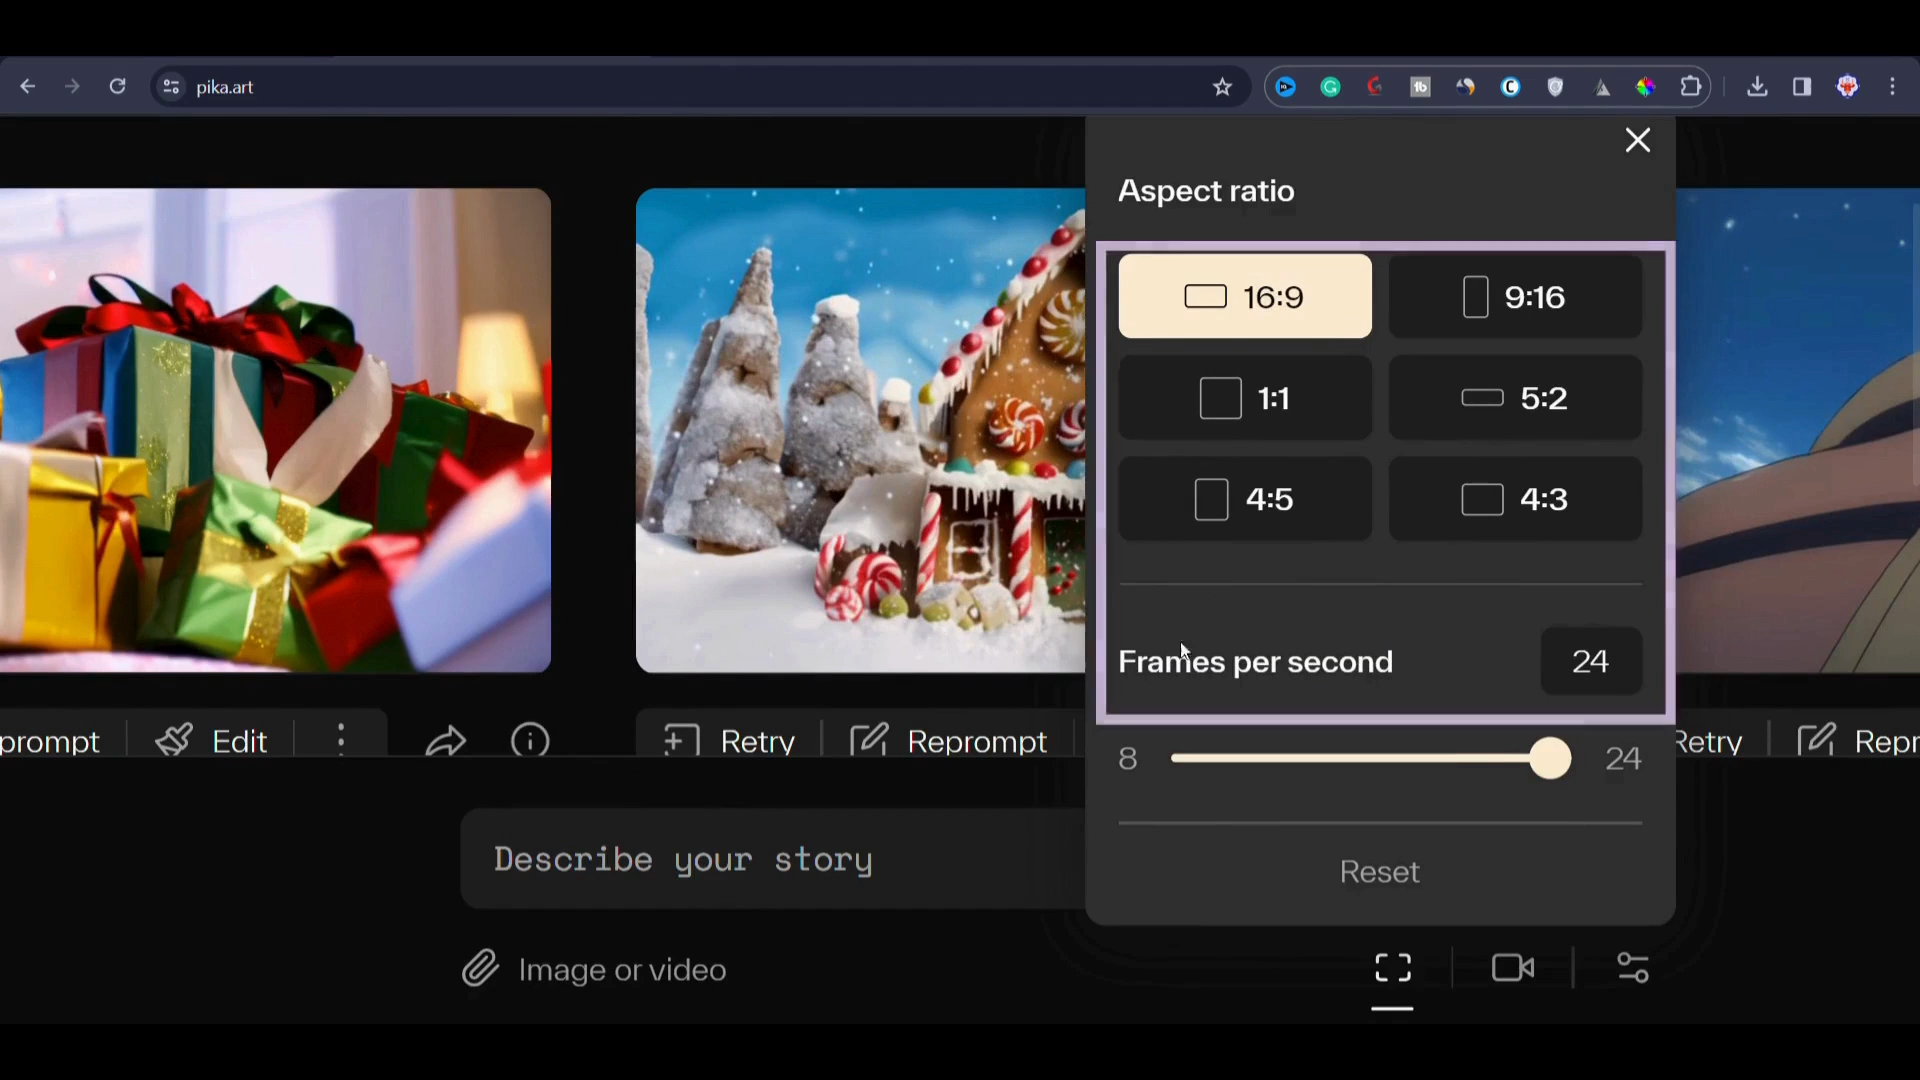 pika.art
Aspect ratio
16:9
9:16
1:1
5:2
4:5
4:3
Frames per second
24
8
24
Reset
prompt
Edit
Retry
Reprompt
Retry
Repr
Describe your story
Image or video